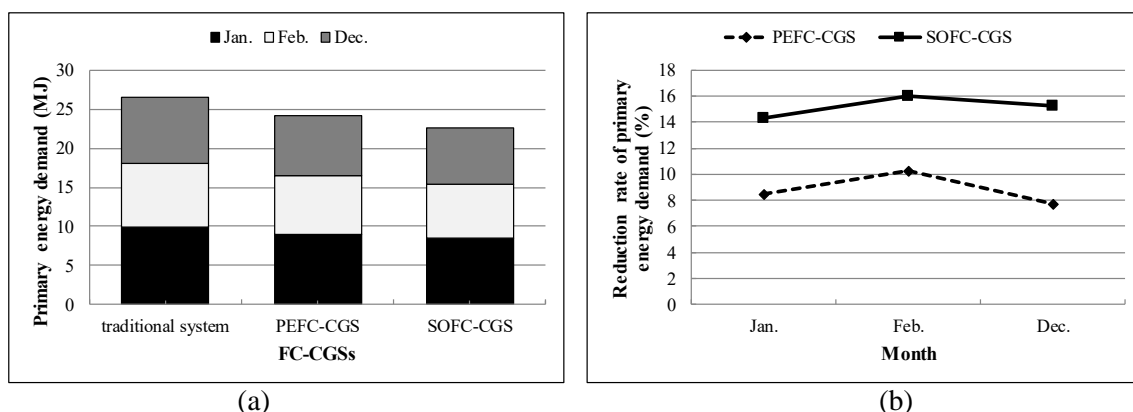 Jan. Feb. Dec.
Primary energy demand (MJ)
30
25
20
15
10
5
0
traditional system PEFC-CGS SOFC-CGS
FC-CGSs
(a)
PEFC-CGS SOFC-CGS
Reduction rate of primary
energy demand (%)
18
16
14
12
10
8
6
4
2
0
Jan. Feb. Dec.
Month
(b)